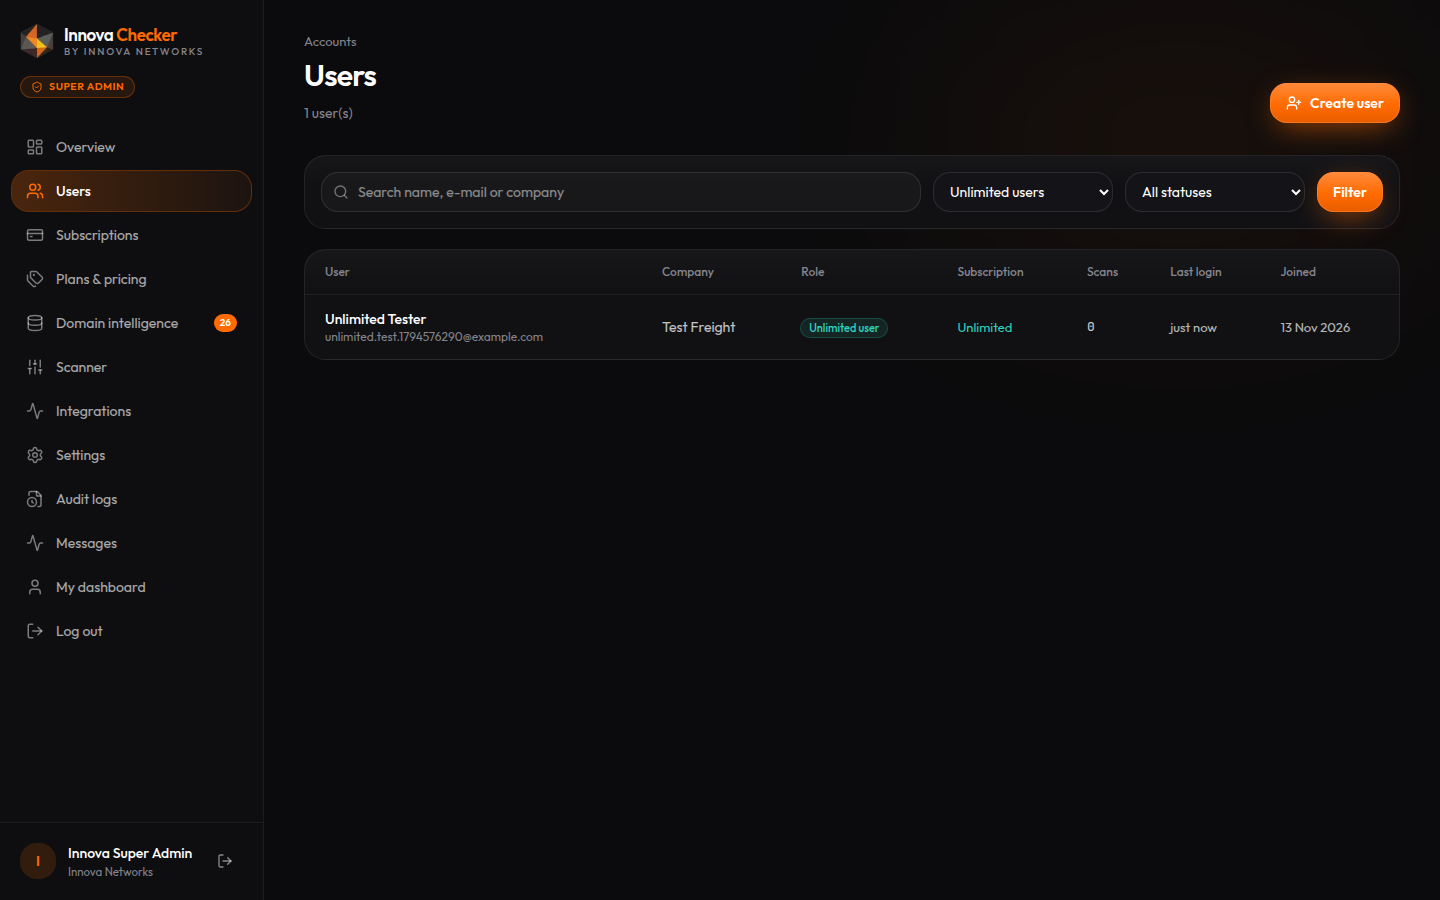 Innova Checker
BY INNOVA NETWORKS
SUPER ADMIN
Overview
Users
Subscriptions
Plans & pricing
Domain intelligence 26
Scanner
Integrations
Settings
Audit logs
Messages
My dashboard
Log out
I
Innova Super Admin
Innova Networks
Accounts
Users
1 user(s)
Create user
Search name, e-mail or company
Unlimited users
All statuses
Filter
User Company Role Subscription Scans Last login Joined
Unlimited Tester
unlimited.test.1794576290@example.com
Test Freight
Unlimited user
Unlimited
0
just now
13 Nov 2026